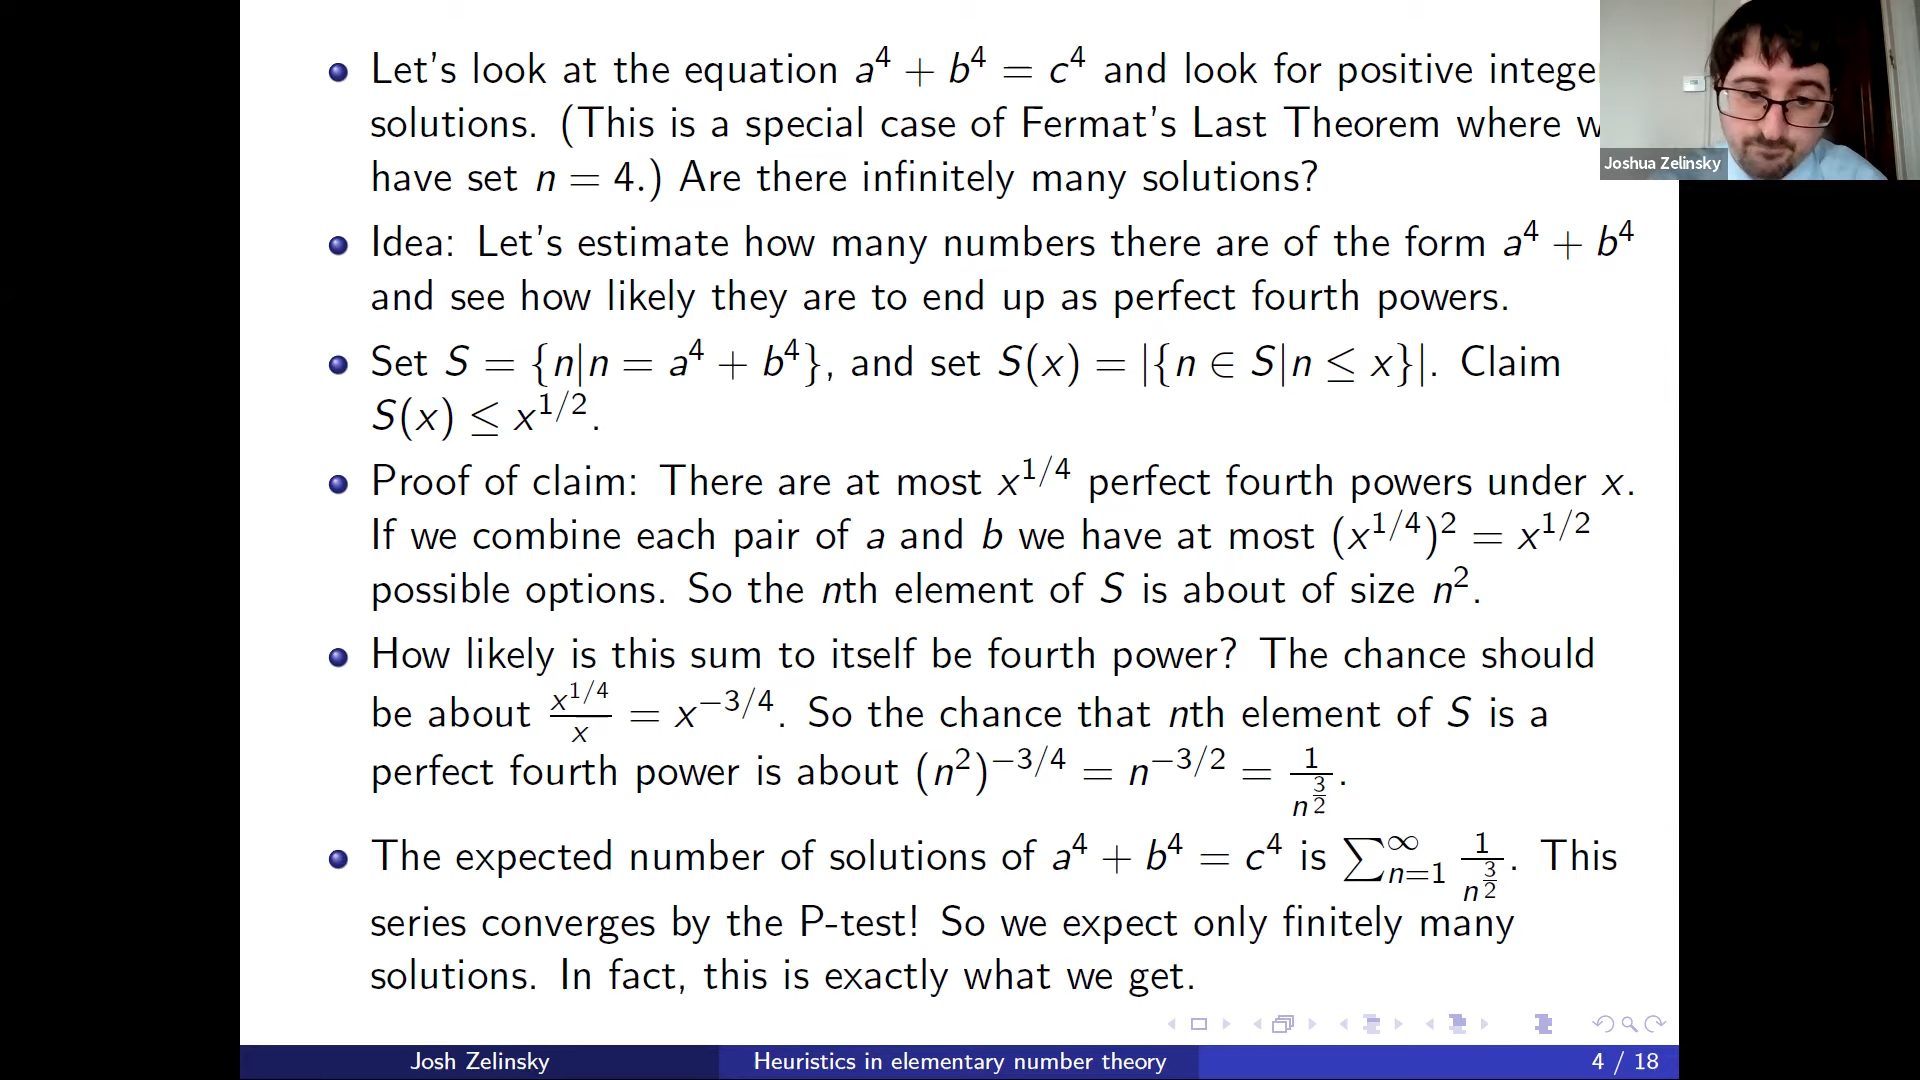 Let's look at the equation a⁴ + b⁴ = c⁴ and look for positive intege
solutions. (This is a special case of Fermat's Last Theorem where w
have set n = 4.) Are there infinitely many solutions?
Idea: Let's estimate how many numbers there are of the form a⁴ + b⁴
and see how likely they are to end up as perfect fourth powers.
Set S = {n|n = a⁴ + b⁴}, and set S(x) = |{n ∈ S|n ≤ x}|. Claim
S(x) ≤ x^{1/2}.
Proof of claim: There are at most x^{1/4} perfect fourth powers under x.
If we combine each pair of a and b we have at most (x^{1/4})² = x^{1/2}
possible options. So the nth element of S is about of size n².
How likely is this sum to itself be fourth power? The chance should
be about \frac{x^{1/4}}{x} = x^{-3/4}. So the chance that nth element of S is a
perfect fourth power is about (n²)^{-3/4} = n^{-3/2} = \frac{1}{n^{\frac{3}{2}}}.
The expected number of solutions of a⁴ + b⁴ = c⁴ is \sum_{n=1}^{∞} \frac{1}{n^{\frac{3}{2}}}. This
series converges by the P-test! So we expect only finitely many
solutions. In fact, this is exactly what we get.
Joshua Zelinsky
Josh Zelinsky
Heuristics in elementary number theory
4 / 18